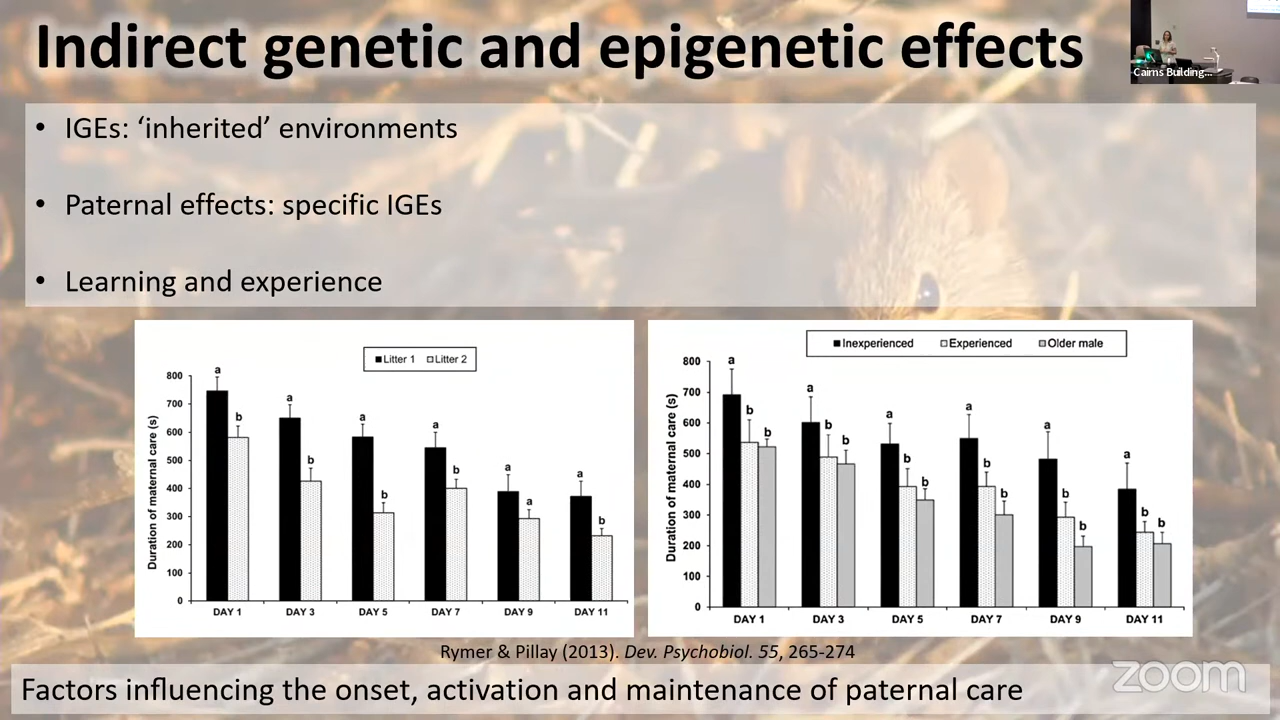 Indirect genetic and epigenetic effects
Cairns Building...
• IGEs: ‘inherited’ environments
• Paternal effects: specific IGEs
• Learning and experience
Litter 1 Litter 2
Duration of maternal care (s)
800
700
600
500
400
300
200
100
0
a b a b a b a b a a a b
DAY 1 DAY 3 DAY 5 DAY 7 DAY 9 DAY 11
Inexperienced Experienced Older male
Duration of maternal care (s)
800
700
600
500
400
300
200
100
0
a b b a b b a b b a b b a b b a b b
DAY 1 DAY 3 DAY 5 DAY 7 DAY 9 DAY 11
Rymer & Pillay (2013). Dev. Psychobiol. 55, 265-274
Factors influencing the onset, activation and maintenance of paternal care
zoom